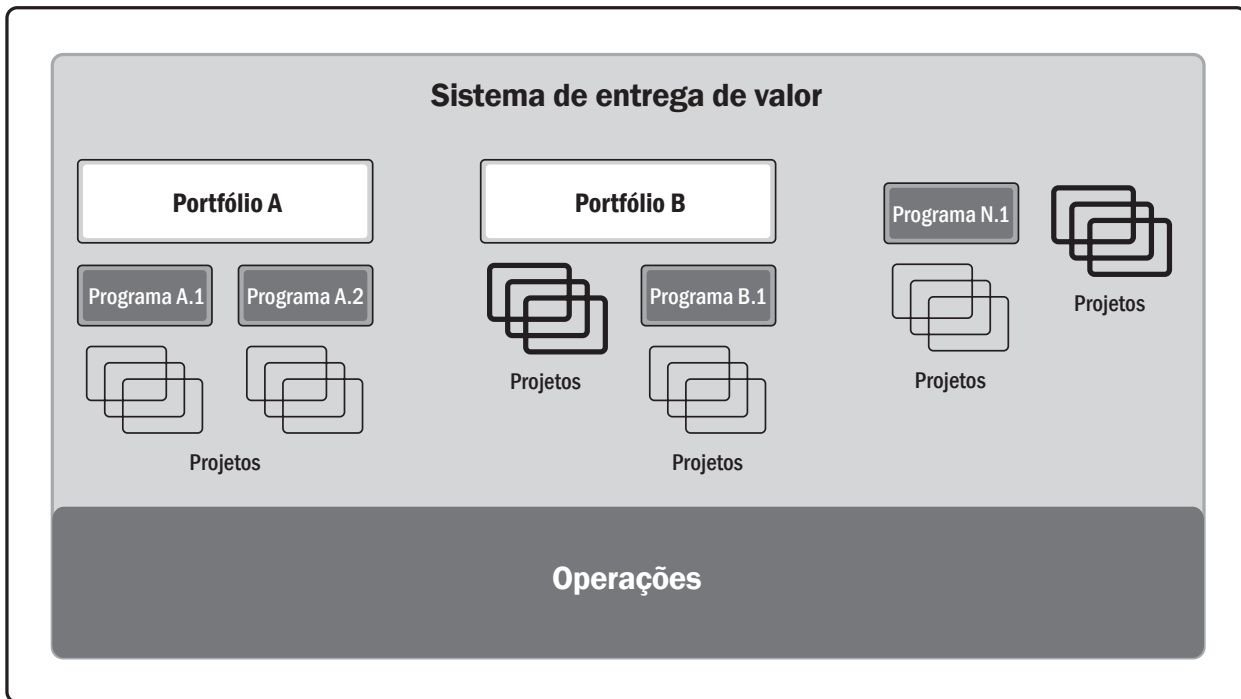 Sistema de entrega de valor
Portfólio A
Portfólio B
Programa N.1
Projetos
Programa A.1
Programa A.2
Programa B.1
Projetos
Projetos
Projetos
Projetos
Operações